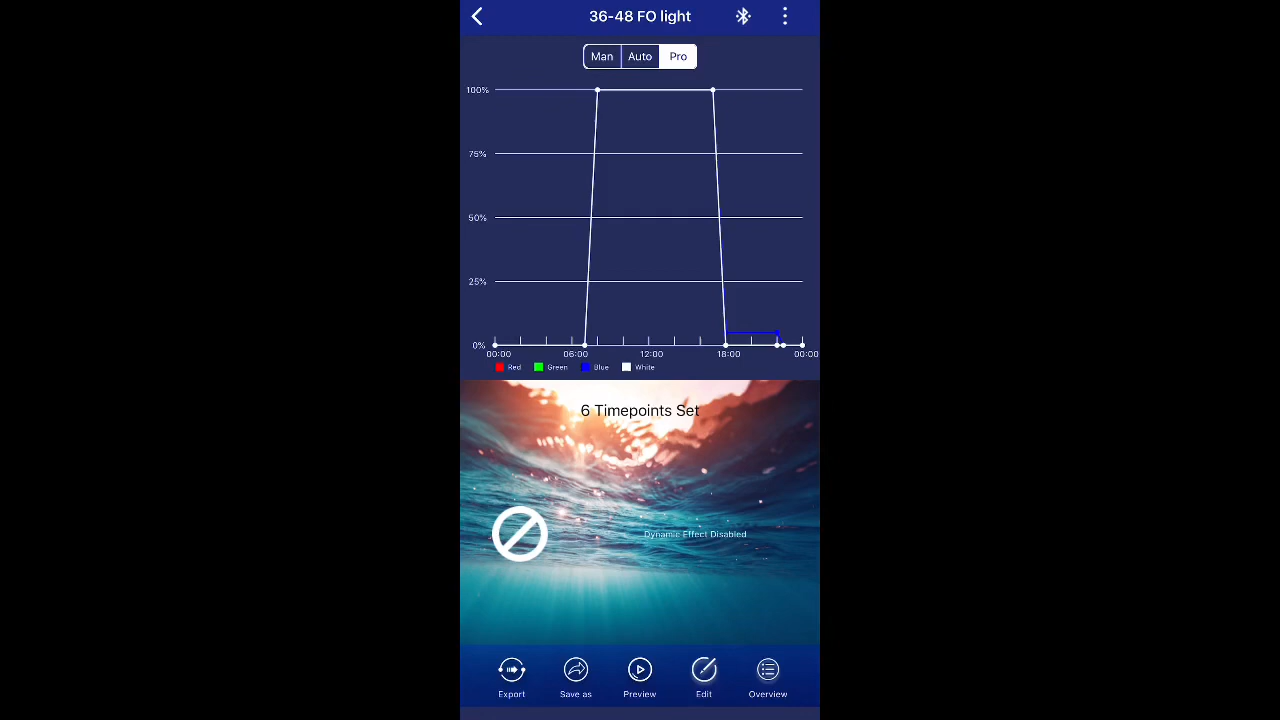 36-48 FO light
Man Auto Pro
100%
75%
50%
25%
0%
00:00 06:00 12:00 18:00 00:00
Red Green Blue White
6 Timepoints Set
Dynamic Effect Disabled
Export Save as Preview Edit Overview